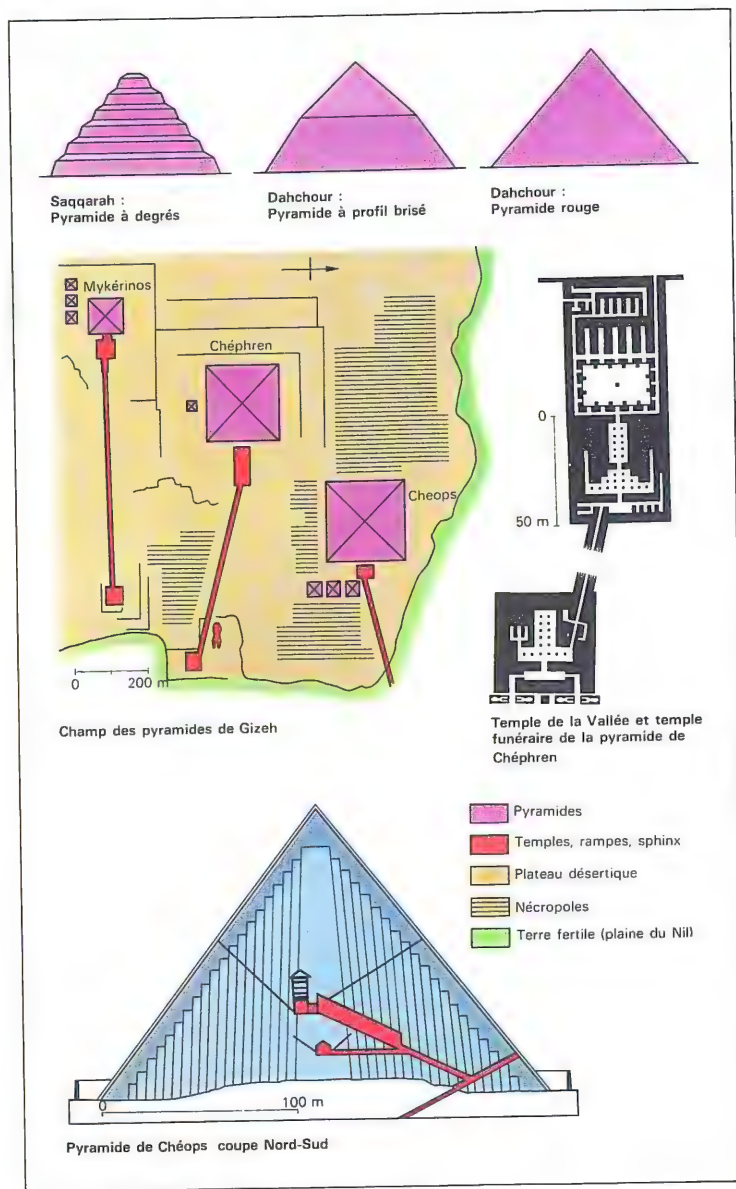 Saqqarah :
Pyramide à degrés
Dahchour :
Pyramide à profil brisé
Dahchour :
Pyramide rouge
Mykérinos
Chéphren
Cheops
0 200 m
Champ des pyramides de Gizeh
0
50 m
Temple de la Vallée et temple
funéraire de la pyramide de
Chéphren
Pyramides
Temples, rampes, sphinx
Plateau désertique
Nécropoles
Terre fertile (plaine du Nil)
0 100 m
Pyramide de Chéops coupe Nord-Sud